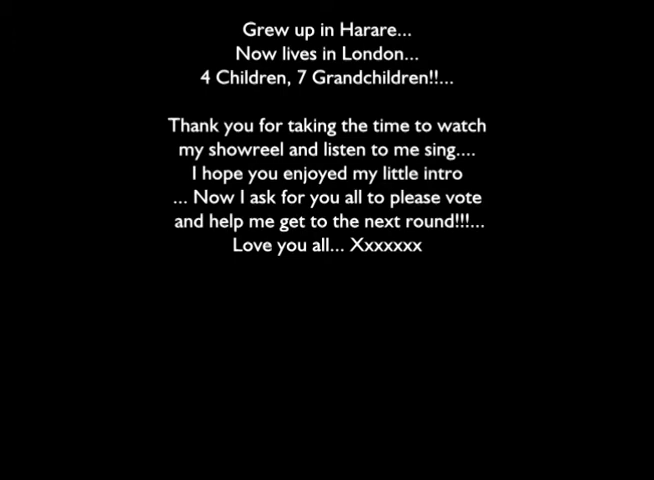 Grew up in Harare...
Now lives in London...
4 Children, 7 Grandchildren!!...
Thank you for taking the time to watch
my showreel and listen to me sing....
I hope you enjoyed my little intro
... Now I ask for you all to please vote
and help me get to the next round!!!...
Love you all... Xxxxxxx